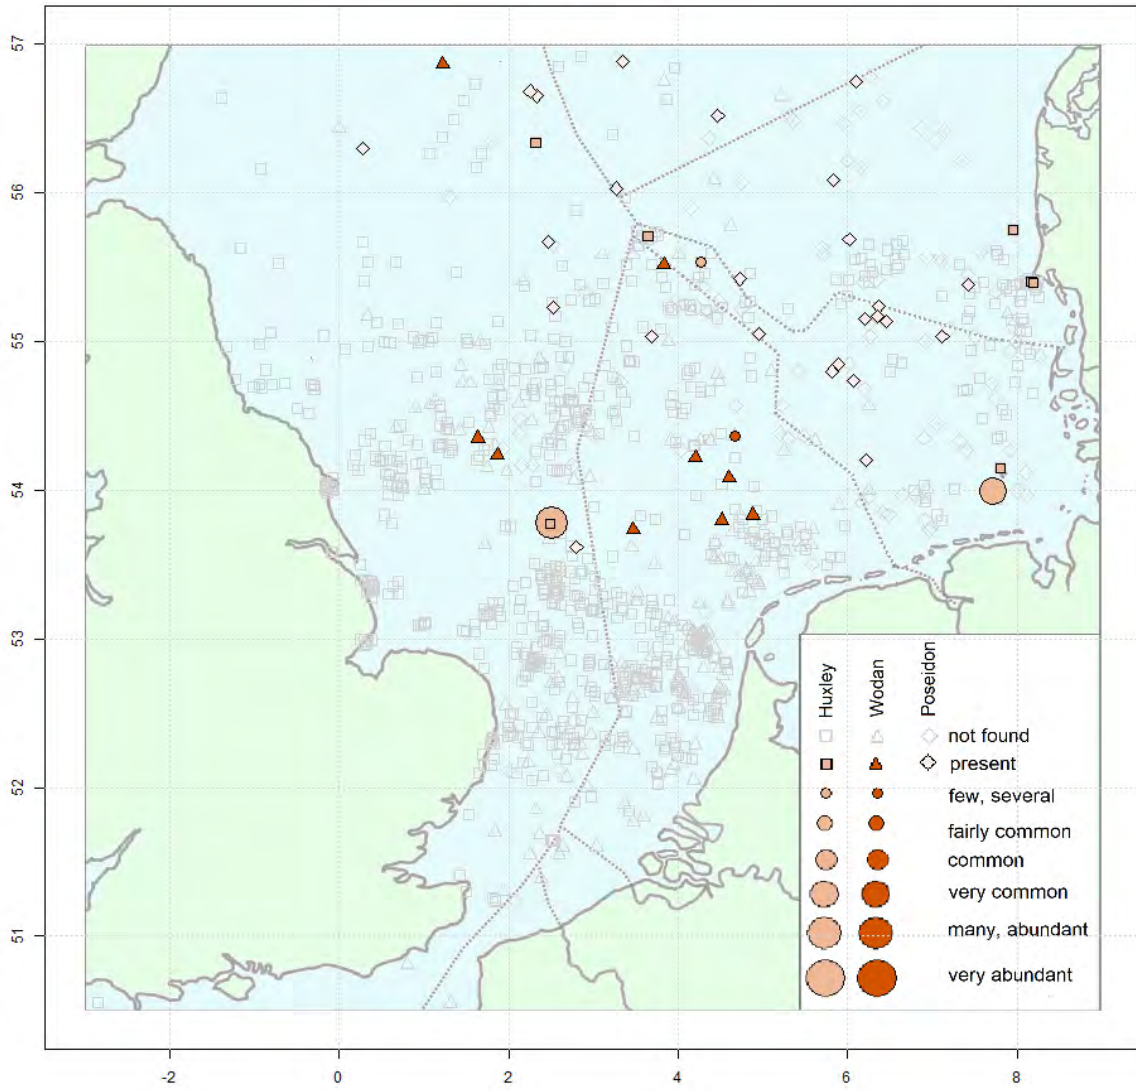 57
56
55
54
53
52
51
-2
0
2
4
6
8
Huxley
Wodan
Poseidon
not found
present
few, several
fairly common
common
very common
many, abundant
very abundant